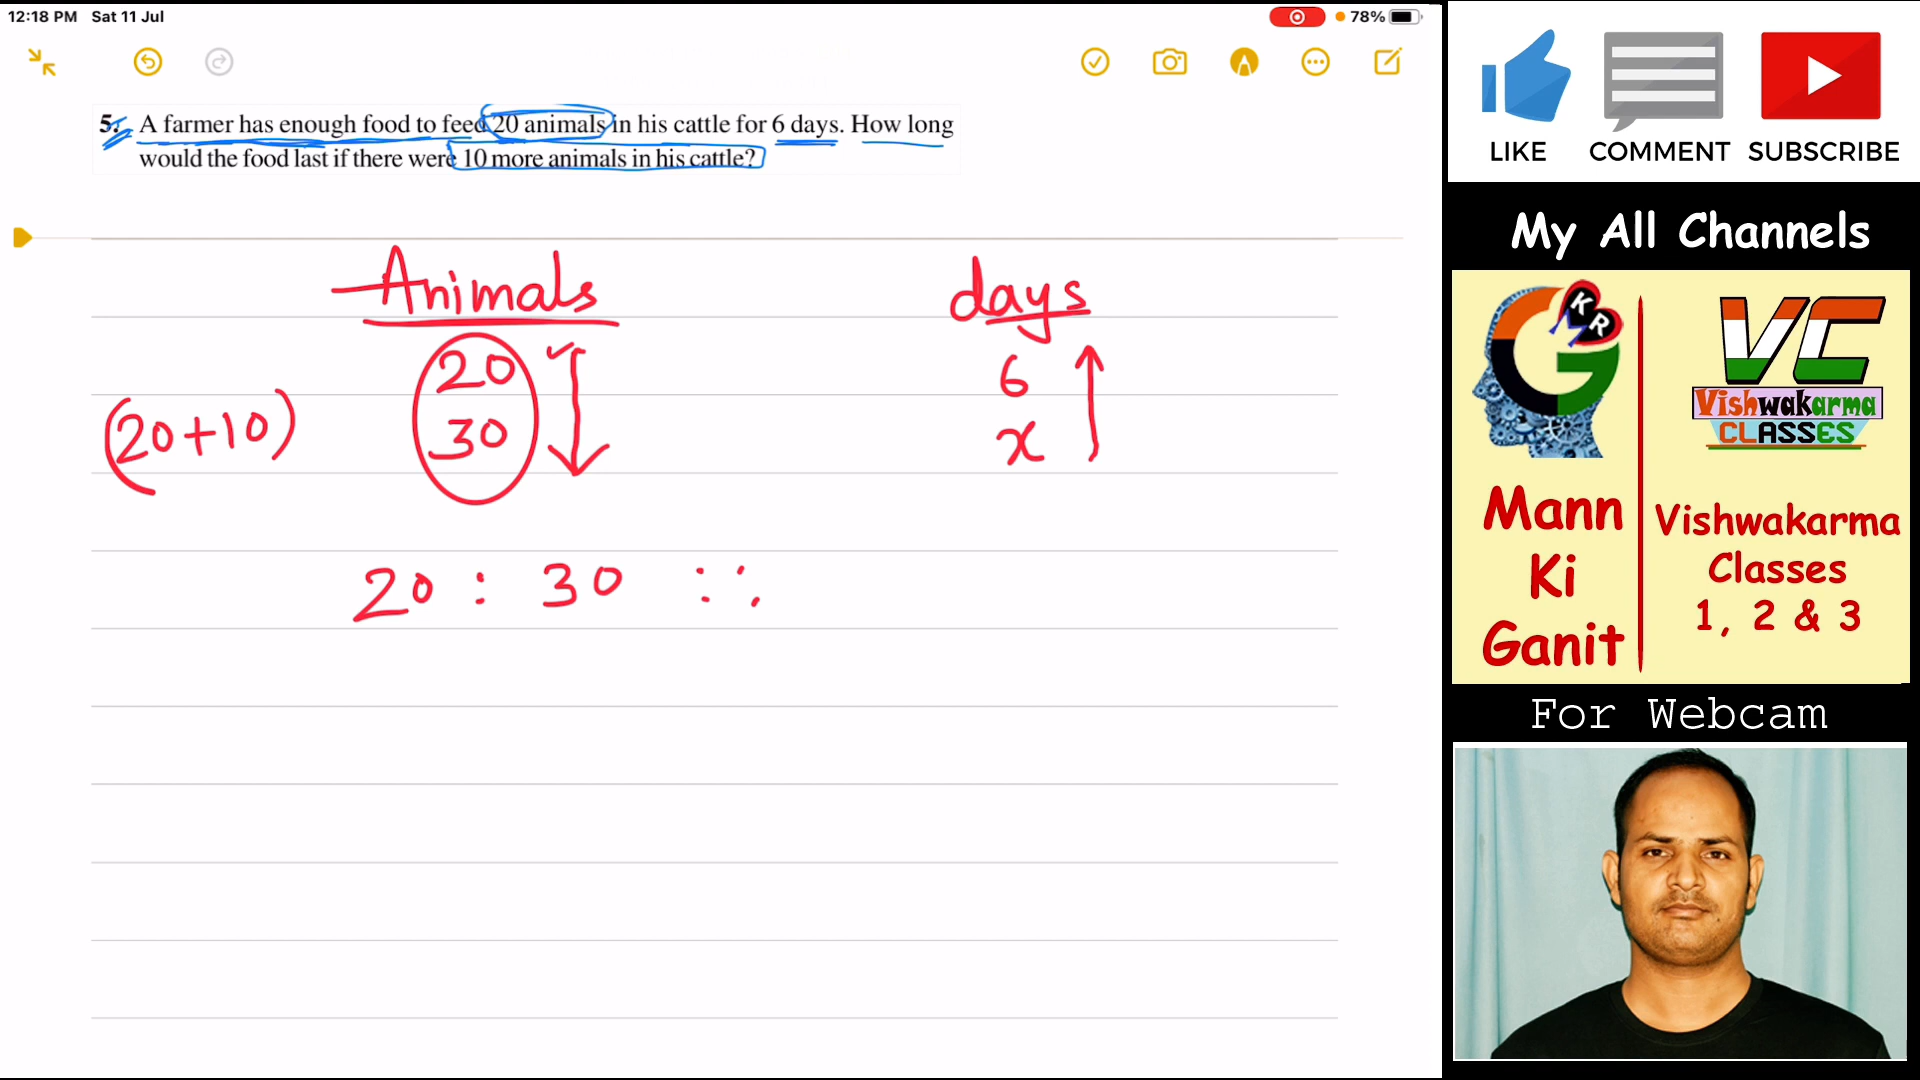 12:18 PM Sat 11 Jul
78%
5. A farmer has enough food to feed 20 animals in his cattle for 6 days. How long
would the food last if there were 10 more animals in his cattle?
Animals days
20 6
(20+10) 30 x
20 : 30 ::
LIKE COMMENT SUBSCRIBE
My All Channels
G KR
VC
Vishwakarma
CLASSES
Mann
Ki
Ganit
Vishwakarma
Classes
1, 2 & 3
For Webcam